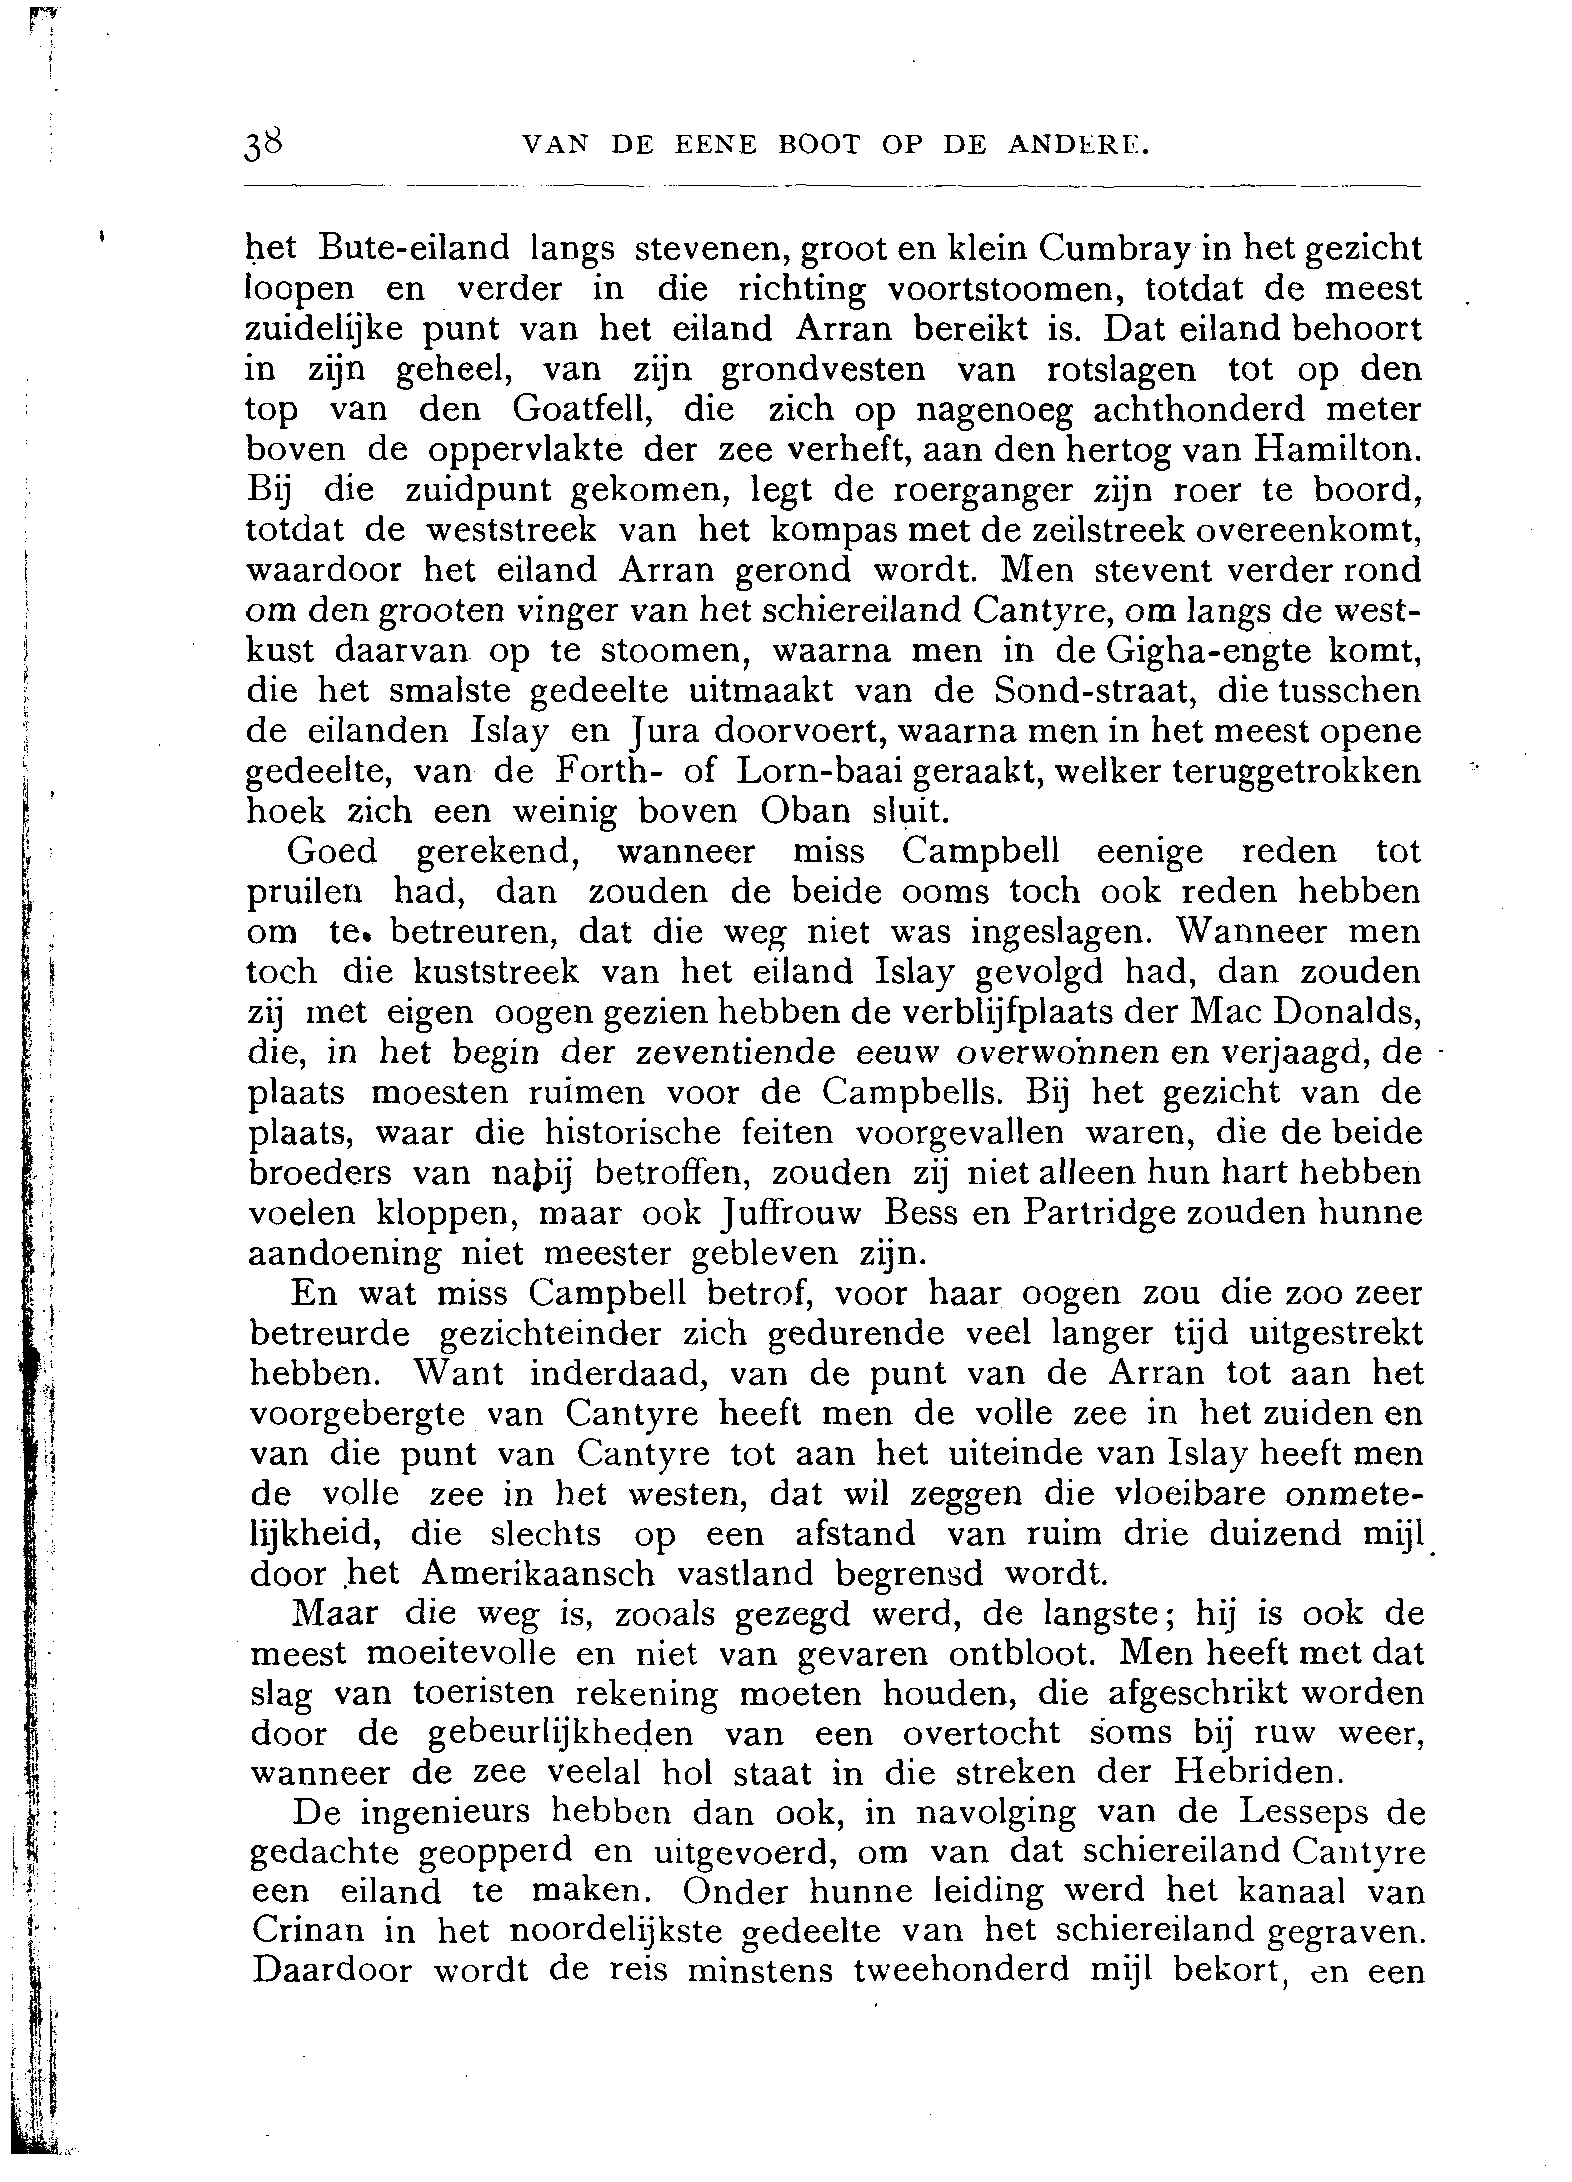 38 VAN DE EENE BOOT OP DE ANDERE.
het Bute-eiland langs stevenen, groot en klein Cumbray in het gezicht
loopen en verder in die richting voortstoomen, totdat de meest
zuidelijke punt van het eiland Arran bereikt is. Dat eiland behoort
in zijn geheel, van zijn grondvesten van rotslagen tot op den
top van den Goatfell, die zich op nagenoeg achthonderd meter
boven de oppervlakte der zee verheft, aan den hertog van Hamilton.
Bij die zuidpunt gekomen, legt de roerganger zijn roer te boord,
totdat de weststreek van het kompas met de zeilstreek overeenkomt,
waardoor het eiland Arran gerond wordt. Men stevent verder rond
om den grooten vinger van het schiereiland Cantyre, om langs de west-
kust daarvan op te stoomen, waarna men in de Gigha-engte komt,
die het smalste gedeelte uitmaakt van de Sond-straat, die tusschen
de eilanden Islay en Jura doorvoert, waarna men in het meest opene
gedeelte, van de Forth- of Lorn-baai geraakt, welker teruggetrokken
hoek zich een weinig boven Oban sluit.
Goed gerekend, wanneer miss Campbell eenige reden tot
pruilen had, dan zouden de beide ooms toch ook reden hebben
om te betreuren, dat die weg niet was ingeslagen. Wanneer men
toch die kuststreek van het eiland Islay gevolgd had, dan zouden
zij met eigen oogen gezien hebben de verblijfplaats der Mac Donalds,
die, in het begin der zeventiende eeuw overwonnen en verjaagd, de
plaats moesten ruimen voor de Campbells. Bij het gezicht van de
plaats, waar die historische feiten voorgevallen waren, die de beide
broeders van nabij betroffen, zouden zij niet alleen hun hart hebben
voelen kloppen, maar ook Juffrouw Bess en Partridge zouden hunne
aandoening niet meester gebleven zijn.
En wat miss Campbell betrof, voor haar oogen zou die zoo zeer
betreurde gezichteinder zich gedurende veel langer tijd uitgestrekt
hebben. Want inderdaad, van de punt van de Arran tot aan het
voorgebergte van Cantyre heeft men de volle zee in het zuiden en
van die punt van Cantyre tot aan het uiteinde van Islay heeft men
de volle zee in het westen, dat wil zeggen die vloeibare onmete-
lijkheid, die slechts op een afstand van ruim drie duizend mijl
door het Amerikaansch vastland begrensd wordt.
Maar die weg is, zooals gezegd werd, de langste; hij is ook de
meest moeitevolle en niet van gevaren ontbloot. Men heeft met dat
slag van toeristen rekening moeten houden, die afgeschrikt worden
door de gebeurlijkheden van een overtocht soms bij ruw weer,
wanneer de zee veelal hol staat in die streken der Hebriden.
De ingenieurs hebben dan ook, in navolging van de Lesseps de
gedachte geopperd en uitgevoerd, om van dat schiereiland Cantyre
een eiland te maken. Onder hunne leiding werd het kanaal van
Crinan in het noordelijkste gedeelte van het schiereiland gegraven.
Daardoor wordt de reis minstens tweehonderd mijl bekort, en een